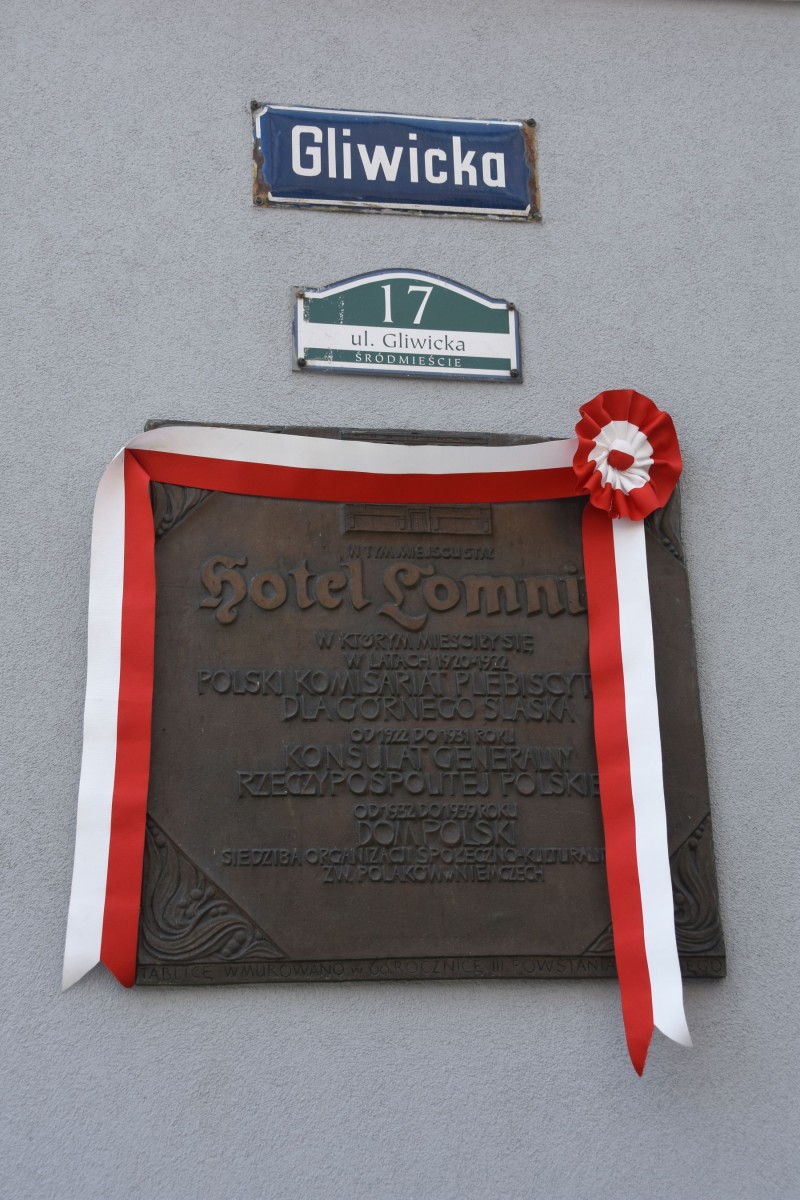 Gliwicka
17
ul. Gliwicka
ŚRÓDMIEŚCIE
W TYM MIEJSCU STAŁ
Hotel Lomni
W KTÓRYM MIEŚCIŁY SIĘ
W LATACH 1920-1922
POLSKI KOMISARIAT PLEBISCYT
DLA GÓRNEGO ŚLĄSKA
OD 1922 DO 1931 ROKU
KONSULAT GENERALNY
RZECZYPOSPOLITEJ POLSKIE
OD 1932 DO 1939 ROKU
DOM POLSKI
SIEDZIBA ORGANIZACJI SPOŁECZNO-KULTURALN
ZW. POLAKÓW W NIEMCZECH
TABLICĘ WMUROWANO W ROCZNICĘ III POWSTANIA